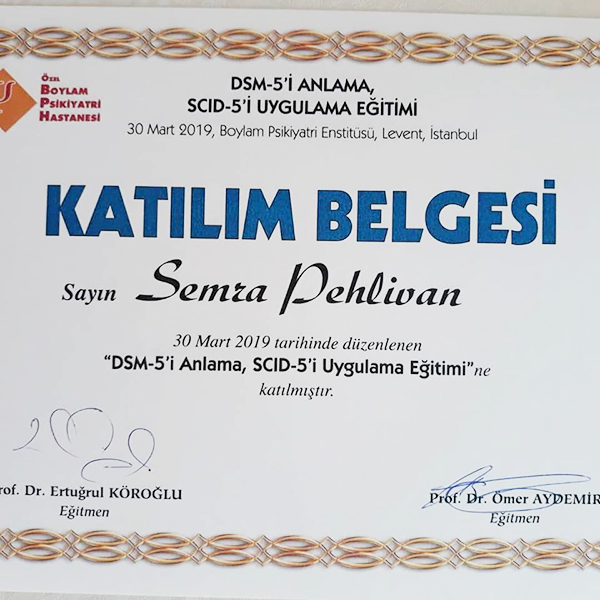 ÖZEL
BOYLAM
PSİKİYATRİ
HASTANESİ
DSM-5'İ ANLAMA,
SCID-5'İ UYGULAMA EĞİTİMİ
30 Mart 2019, Boylam Psikiyatri Enstitüsü, Levent, İstanbul
KATILIM BELGESİ
Sayın Semra Pehlivan
30 Mart 2019 tarihinde düzenlenen
"DSM-5'i Anlama, SCID-5'i Uygulama Eğitimi"ne
katılmıştır.
rof. Dr. Ertuğrul KÖROĞLU
Eğitmen
Prof. Dr. Ömer AYDEMİR
Eğitmen